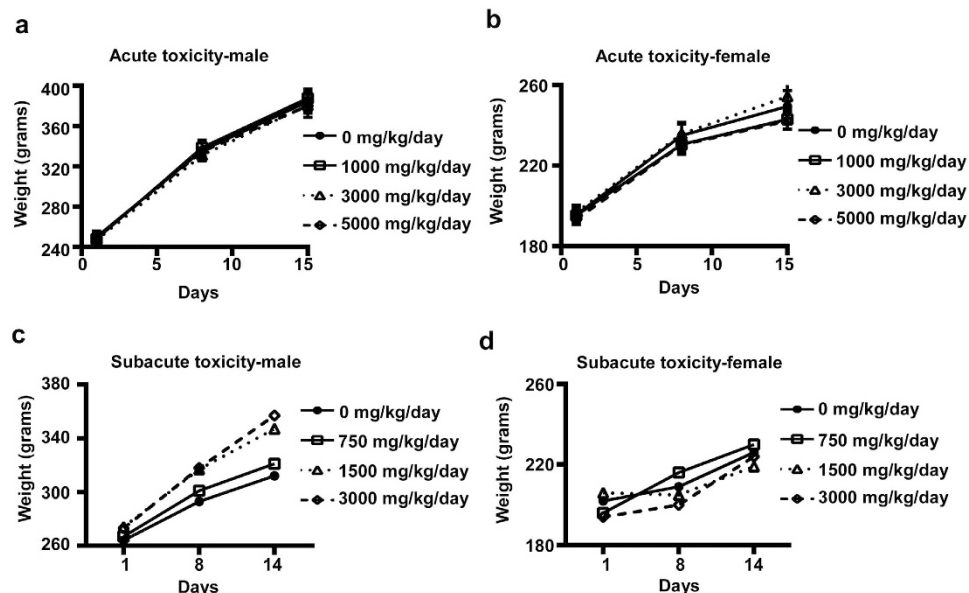 a
Acute toxicity-male
Weight (grams)
400
360
320
280
240
0
5
10
15
Days
0 mg/kg/day
1000 mg/kg/day
3000 mg/kg/day
5000 mg/kg/day
b
Acute toxicity-female
Weight (grams)
260
220
180
0
5
10
15
Days
0 mg/kg/day
1000 mg/kg/day
3000 mg/kg/day
5000 mg/kg/day
c
Subacute toxicity-male
Weight (grams)
380
340
300
260
1
8
14
Days
0 mg/kg/day
750 mg/kg/day
1500 mg/kg/day
3000 mg/kg/day
d
Subacute toxicity-female
Weight (grams)
260
220
180
1
8
14
Days
0 mg/kg/day
750 mg/kg/day
1500 mg/kg/day
3000 mg/kg/day